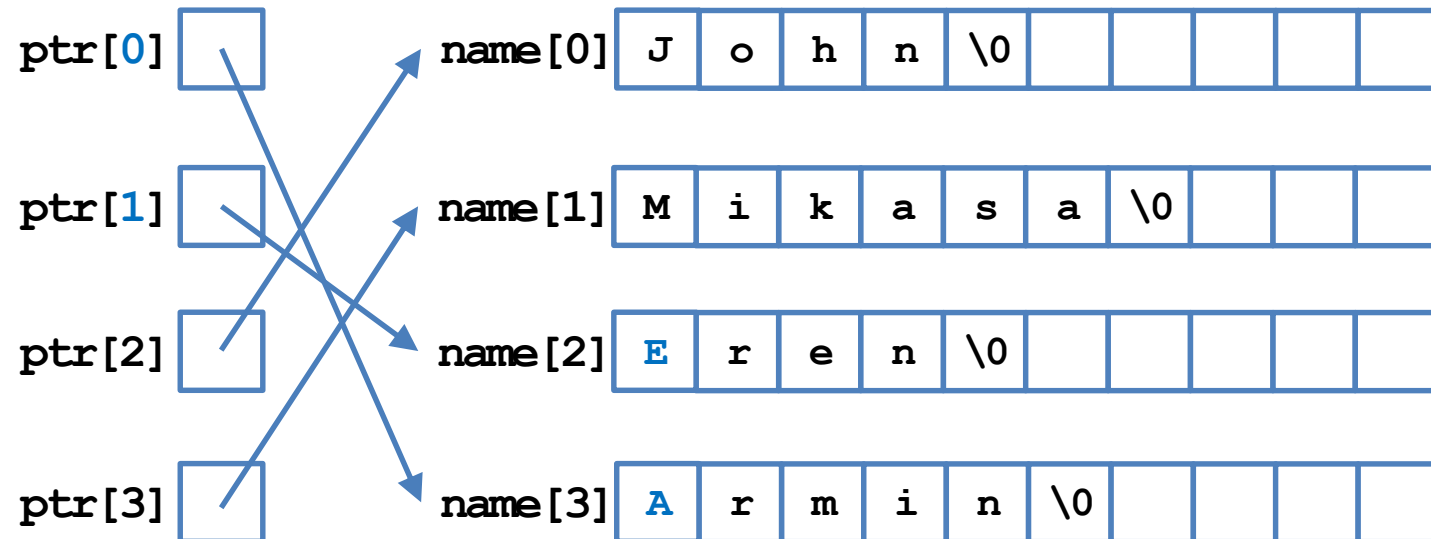 ptr[0] name[0] J o h n \0
ptr[1] name[1] M i k a s a \0
ptr[2] name[2] E r e n \0
ptr[3] name[3] A r m i n \0